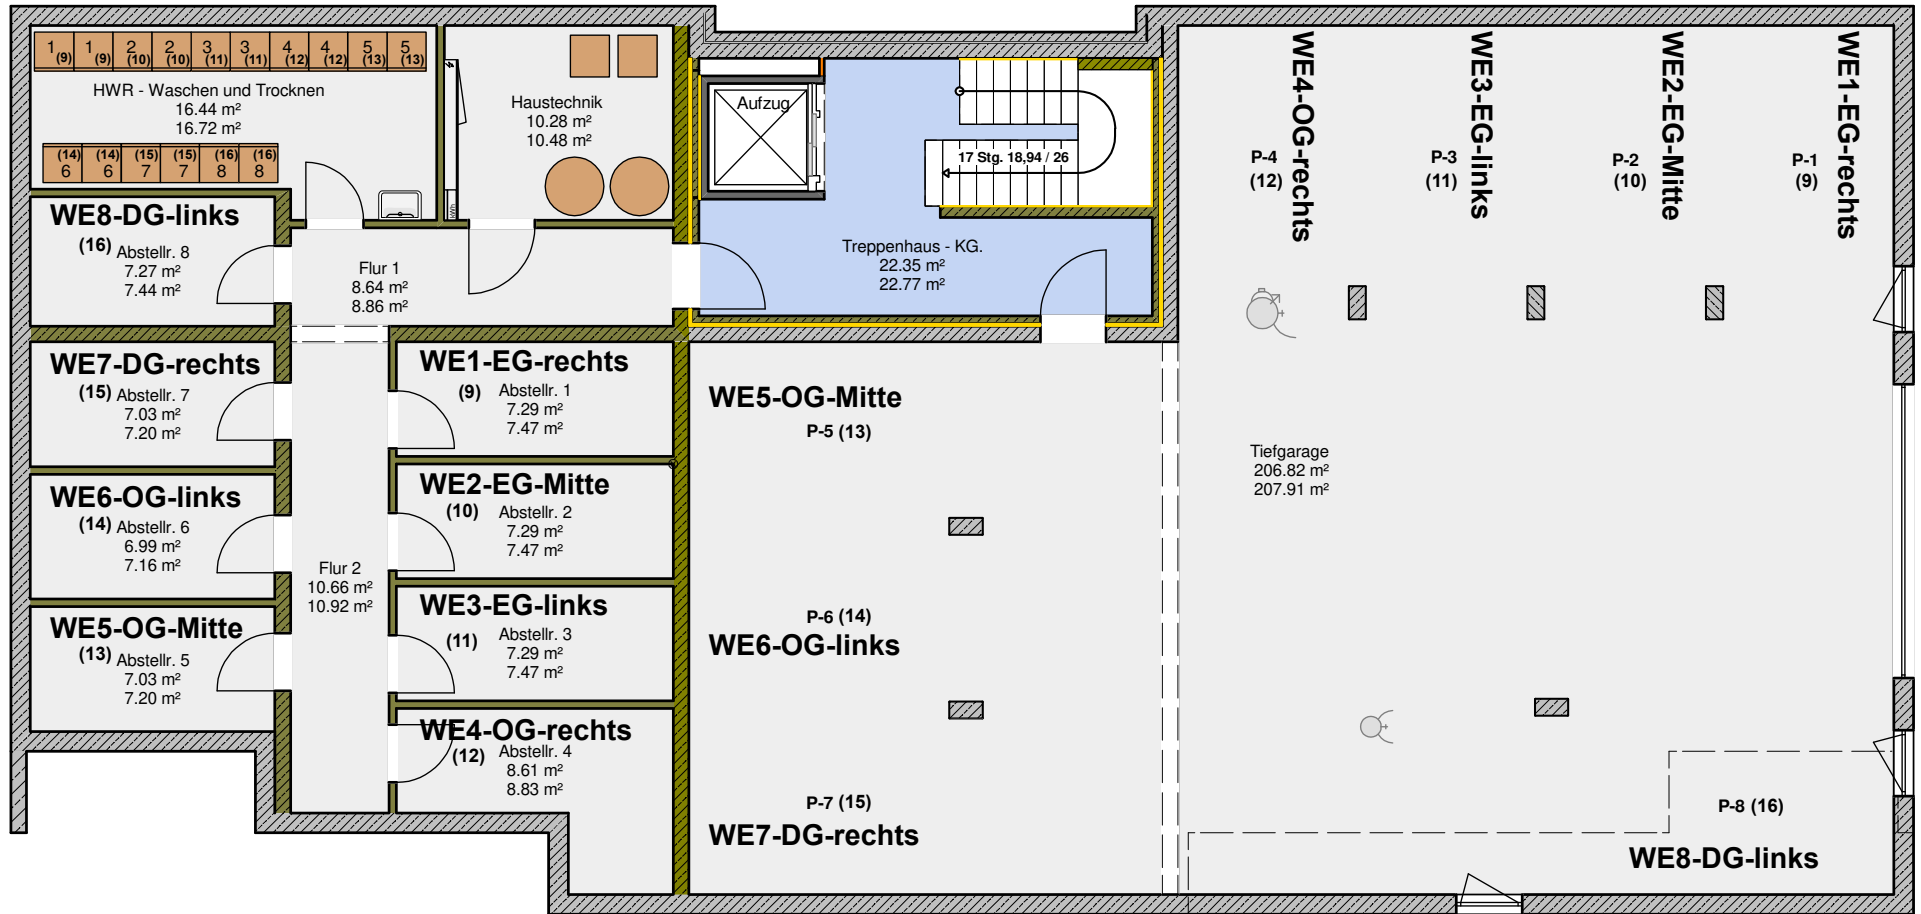 1 1 2 2 3 3 4 4 5 5
(9) (9) (10) (10) (11) (11) (12) (12) (13) (13)
HWR - Waschen und Trocknen
16.44 m²
16.72 m²
(14) (14) (15) (15) (16) (16)
6 6 7 7 8 8
Haustechnik
10.28 m²
10.48 m²
kWh
Aufzug
17 Stg. 18,94 / 26
Treppenhaus - KG.
22.35 m²
22.77 m²
WE4-OG-rechts
P-4
(12)
WE3-EG-links
P-3
(11)
WE2-EG-Mitte
P-2
(10)
WE1-EG-rechts
P-1
(9)
WE8-DG-links
(16) Abstellr. 8
7.27 m²
7.44 m²
Flur 1
8.64 m²
8.86 m²
WE7-DG-rechts
(15) Abstellr. 7
7.03 m²
7.20 m²
WE6-OG-links
(14) Abstellr. 6
6.99 m²
7.16 m²
WE5-OG-Mitte
(13) Abstellr. 5
7.03 m²
7.20 m²
Flur 2
10.66 m²
10.92 m²
WE1-EG-rechts
(9) Abstellr. 1
7.29 m²
7.47 m²
WE2-EG-Mitte
(10) Abstellr. 2
7.29 m²
7.47 m²
WE3-EG-links
(11) Abstellr. 3
7.29 m²
7.47 m²
WE4-OG-rechts
(12) Abstellr. 4
8.61 m²
8.83 m²
WE5-OG-Mitte
P-5 (13)
P-6 (14)
WE6-OG-links
P-7 (15)
WE7-DG-rechts
Tiefgarage
206.82 m²
207.91 m²
P-8 (16)
WE8-DG-links